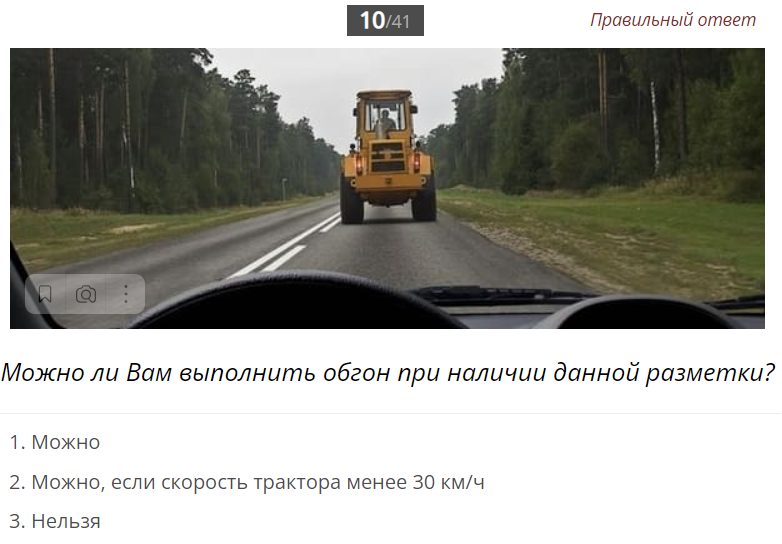 10/41
Правильный ответ
Можно ли Вам выполнить обгон при наличии данной разметки?
1. Можно
2. Можно, если скорость трактора менее 30 км/ч
3. Нельзя